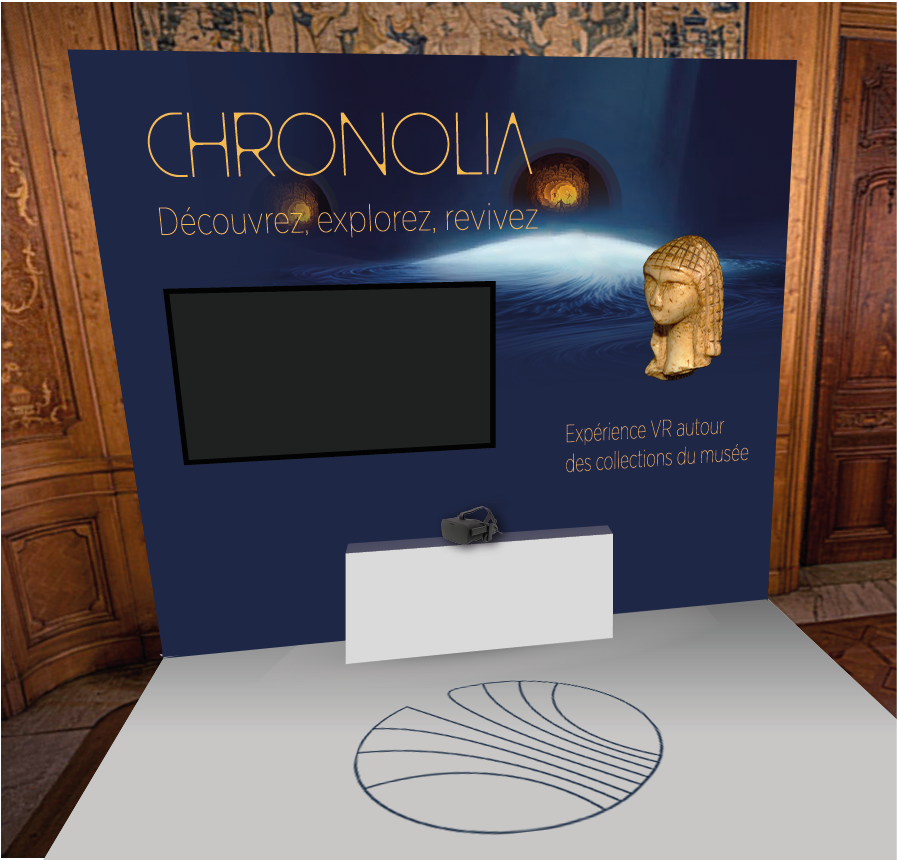 CHRONOLIA
Découvrez, explorez, revivez
Expérience VR autour
des collections du musée